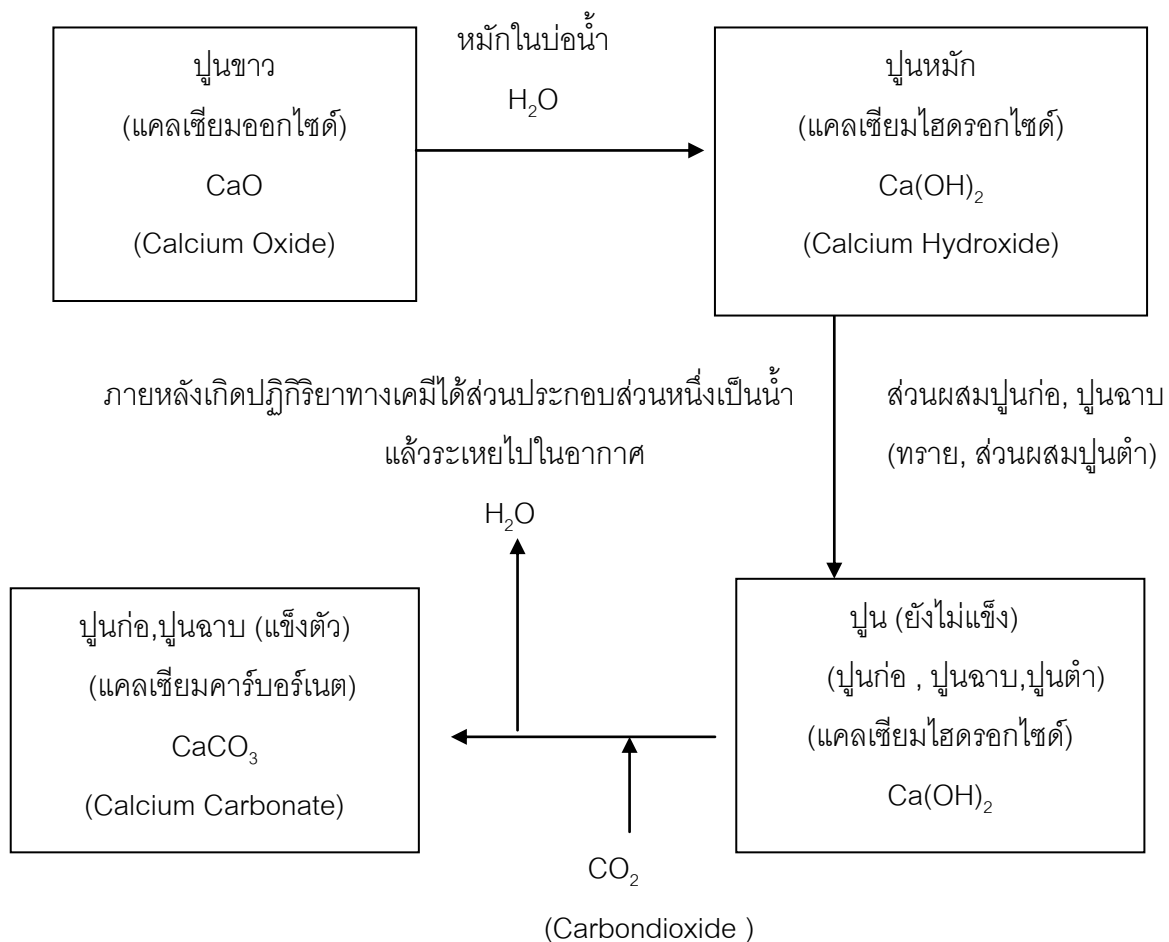 หมักในบ่อน้ำ
H₂O
ปูนขาว
(แคลเซียมออกไซด์)
CaO
(Calcium Oxide)
ปูนหมัก
(แคลเซียมไฮดรอกไซด์)
Ca(OH)₂
(Calcium Hydroxide)
ภายหลังเกิดปฏิกิริยาทางเคมีได้ส่วนประกอบส่วนหนึ่งเป็นน้ำ
แล้วระเหยไปในอากาศ
H₂O
ส่วนผสมปูนก่อ, ปูนฉาบ
(ทราย, ส่วนผสมปูนตำ)
ปูน (ยังไม่แข็ง)
(ปูนก่อ , ปูนฉาบ,ปูนตำ)
(แคลเซียมไฮดรอกไซด์)
Ca(OH)₂
ปูนก่อ,ปูนฉาบ (แข็งตัว)
(แคลเซียมคาร์บอร์เนต)
CaCO₃
(Calcium Carbonate)
CO₂
(Carbondioxide )